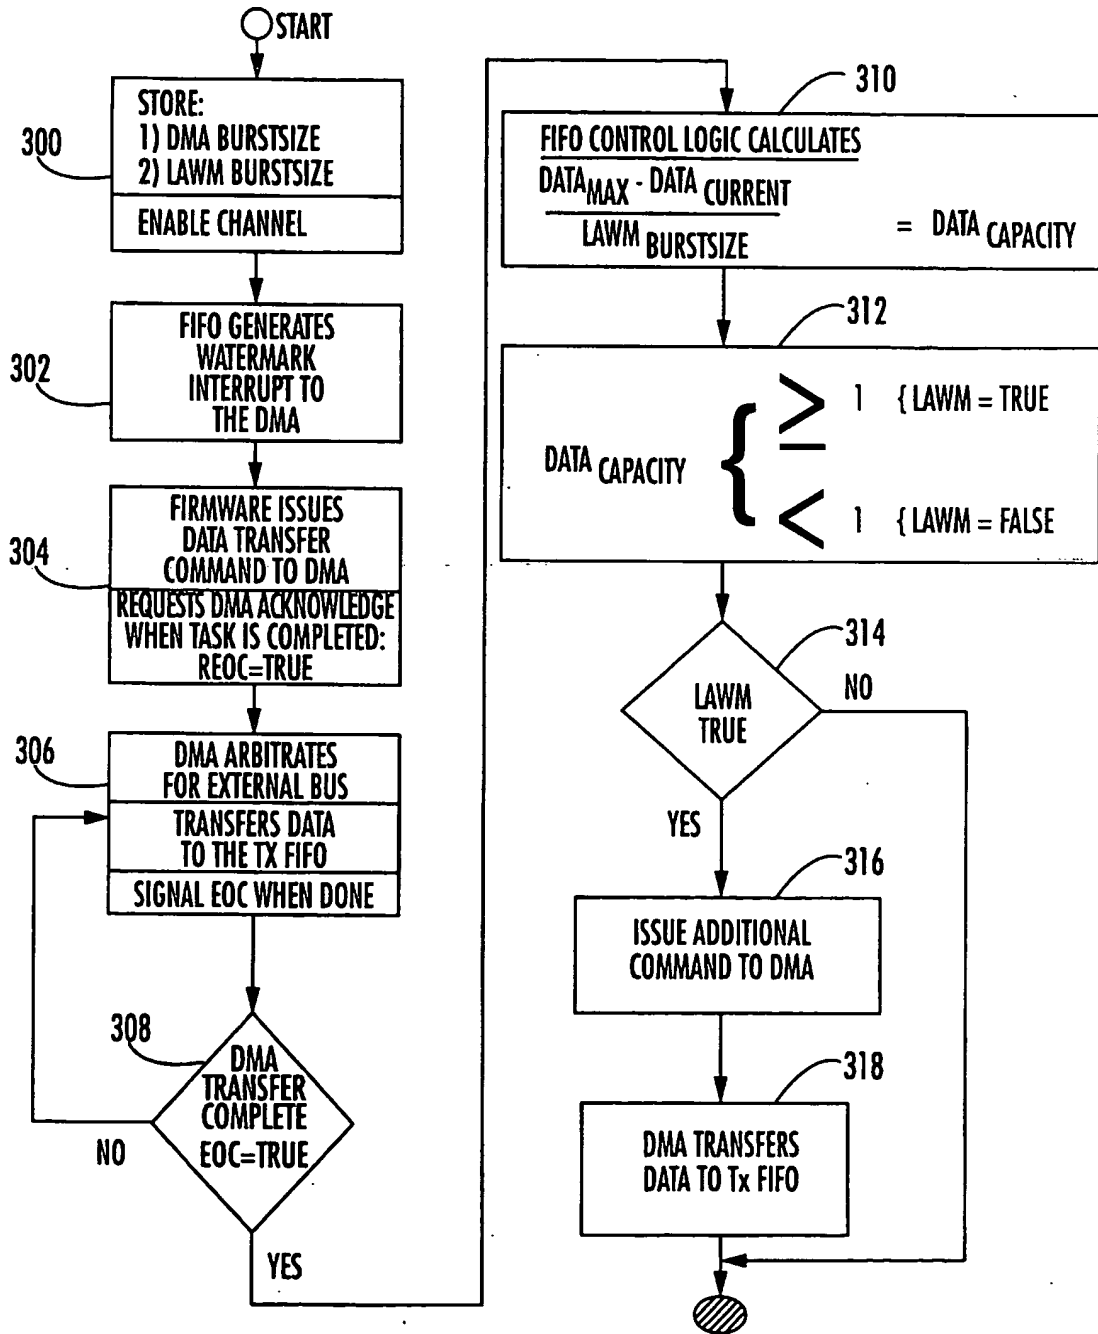 START
300
STORE:
1) DMA BURSTSIZE
2) LAWM BURSTSIZE
ENABLE CHANNEL
302
FIFO GENERATES
WATERMARK
INTERRUPT TO
THE DMA
304
FIRMWARE ISSUES
DATA TRANSFER
COMMAND TO DMA
REQUESTS DMA ACKNOWLEDGE
WHEN TASK IS COMPLETED:
REOC=TRUE
306
DMA ARBITRATES
FOR EXTERNAL BUS
TRANSFERS DATA
TO THE TX FIFO
SIGNAL EOC WHEN DONE
308
DMA
TRANSFER
COMPLETE
EOC=TRUE
NO
YES
310
FIFO CONTROL LOGIC CALCULATES
DATA MAX - DATA CURRENT
LAWM BURSTSIZE = DATA CAPACITY
312
≥ 1 { LAWM = TRUE
DATA CAPACITY {
< 1 { LAWM = FALSE
314
LAWM
TRUE
NO
YES
316
ISSUE ADDITIONAL
COMMAND TO DMA
318
DMA TRANSFERS
DATA TO Tx FIFO